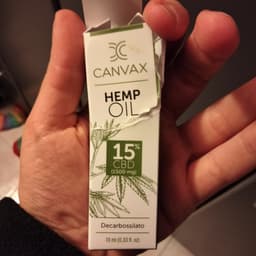 CANVAX
HEMP
OIL
15%
CBD
(1500 mg)
Decarbossilato
10 ml (0,33 fl. oz)